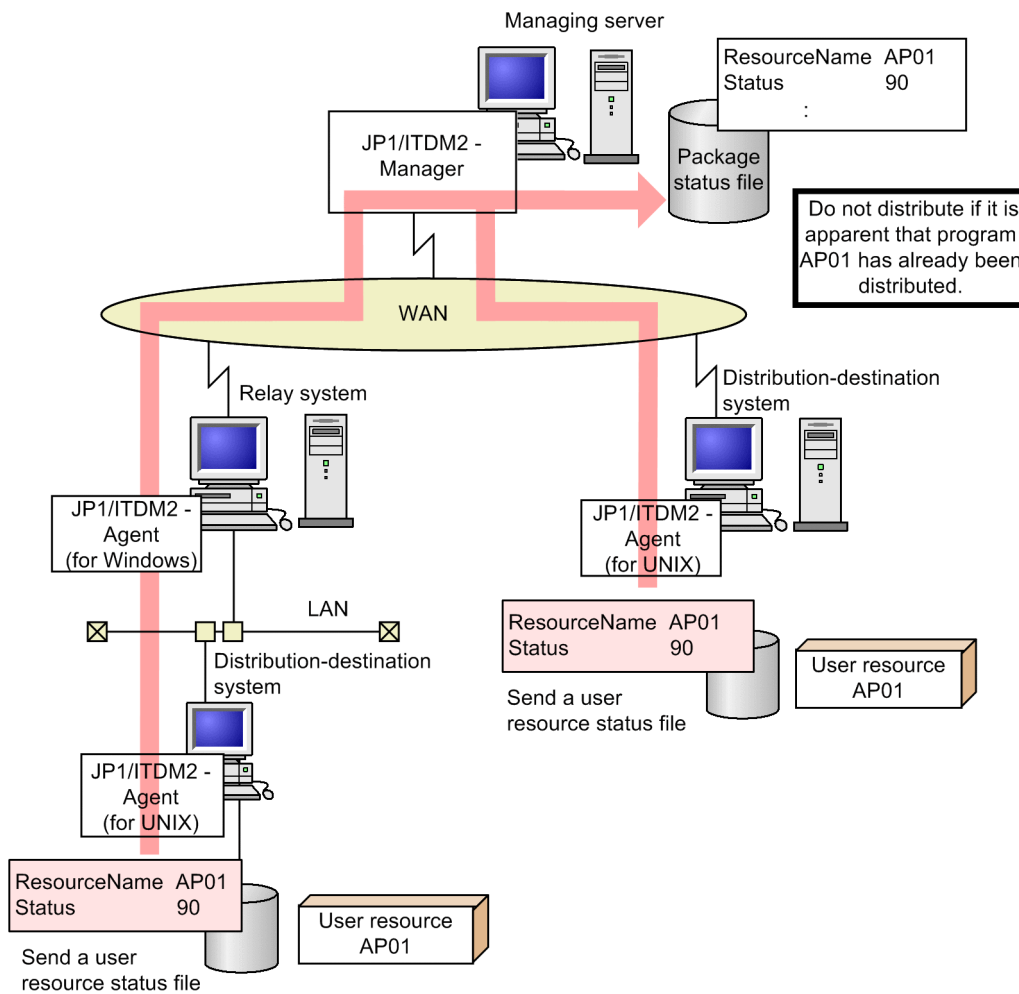 Managing server
ResourceName AP01
Status 90
:
JP1/ITDM2 -
Manager
Package
status file
Do not distribute if it is
apparent that program
AP01 has already been
distributed.
WAN
Relay system
Distribution-destination
system
JP1/ITDM2 -
Agent
(for Windows)
JP1/ITDM2 -
Agent
(for UNIX)
LAN
ResourceName AP01
Status 90
User resource
AP01
Send a user
resource status file
Distribution-destination
system
JP1/ITDM2 -
Agent
(for UNIX)
ResourceName AP01
Status 90
User resource
AP01
Send a user
resource status file